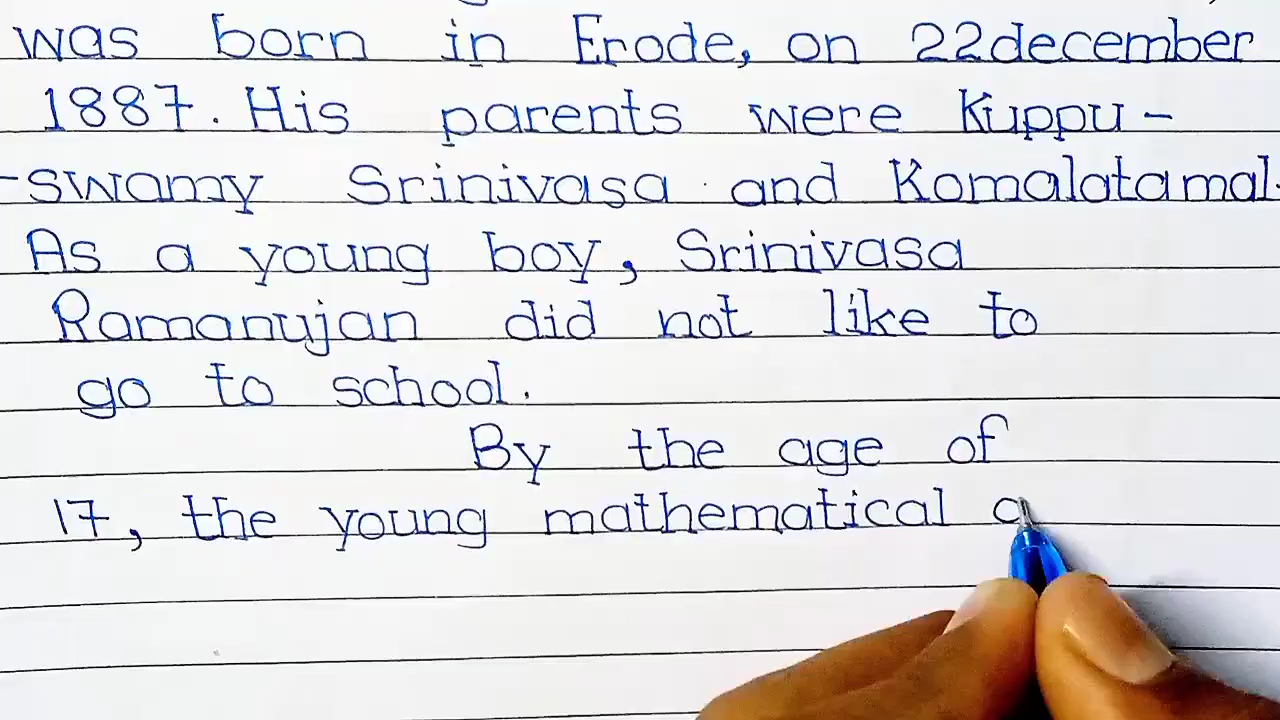 was born in Erode, on 22december
1887. His parents were Kuppu-
-swamy Srinivasa and Komalatamal.
As a young boy, Srinivasa
Ramanujan did not like to
go to school.
By the age of
17, the young mathematical